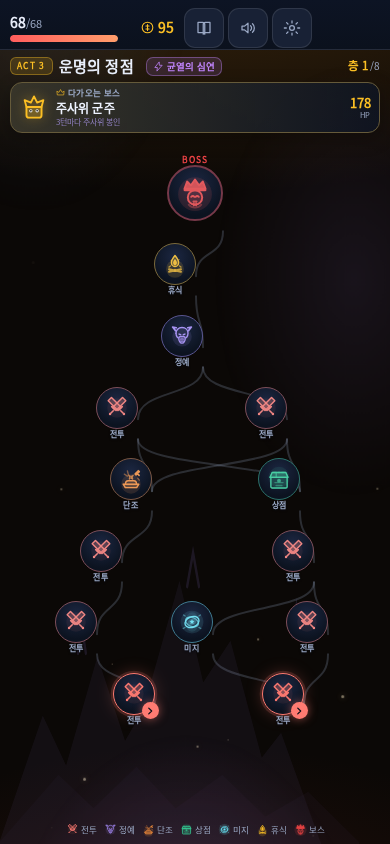 68/68
95
ACT 3 운명의 정점 균열의 심연 층 1/8
다가오는 보스
주사위 군주
3턴마다 주사위 봉인
178
HP
BOSS
휴식
정예
전투 전투
단조 상점
전투 전투
전투 미지 전투
전투 전투
전투 정예 단조 상점 미지 휴식 보스